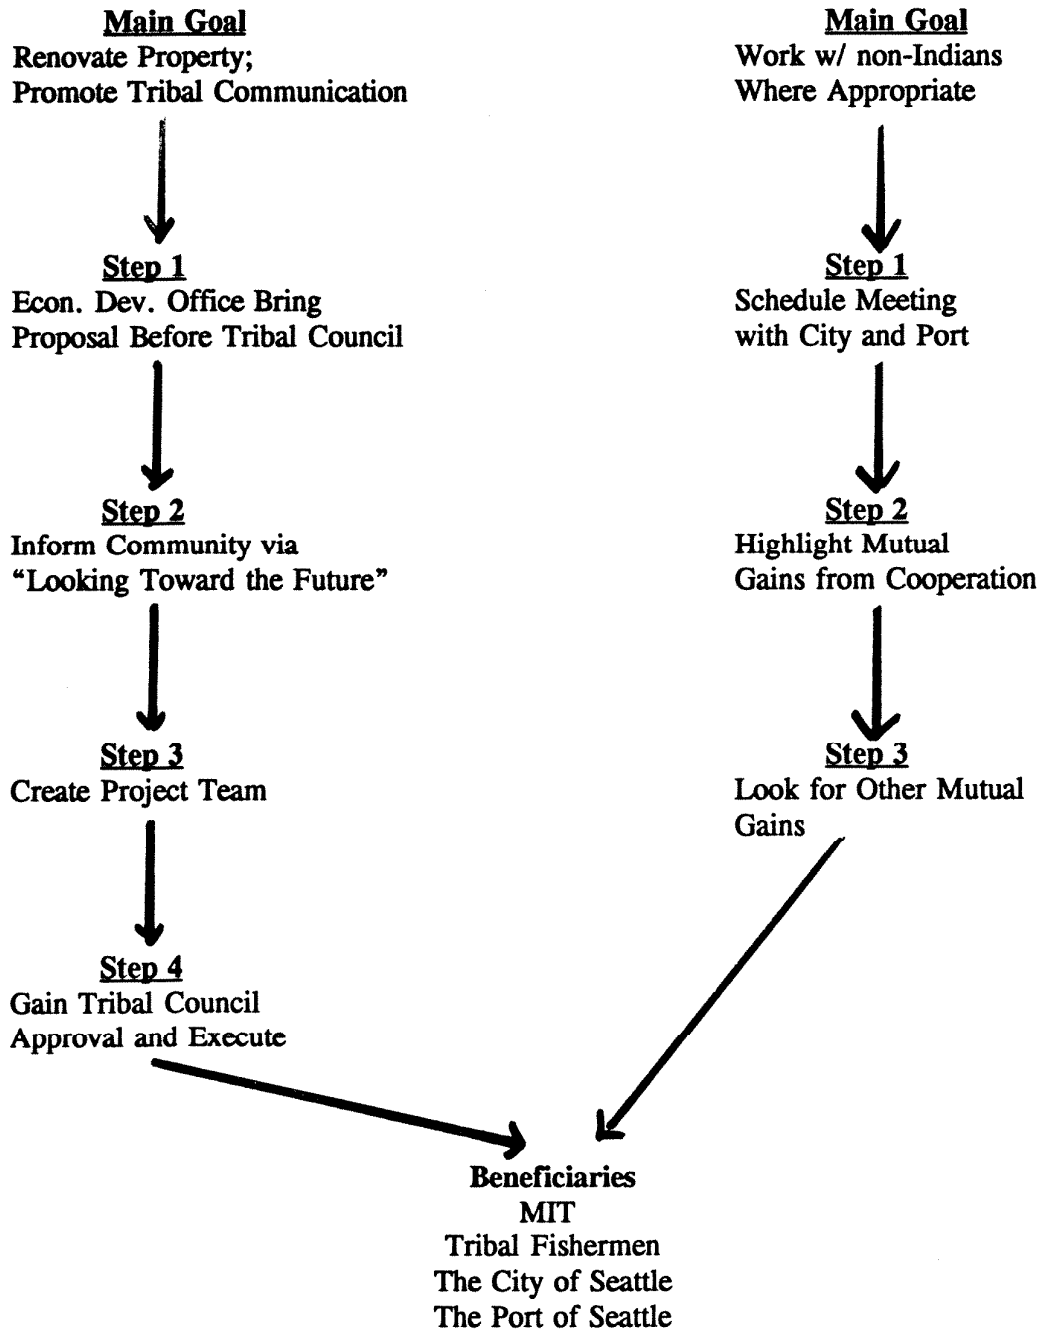 Main Goal
Renovate Property;
Promote Tribal Communication
Step 1
Econ. Dev. Office Bring
Proposal Before Tribal Council
Step 2
Inform Community via
“Looking Toward the Future”
Step 3
Create Project Team
Step 4
Gain Tribal Council
Approval and Execute
Main Goal
Work w/ non-Indians
Where Appropriate
Step 1
Schedule Meeting
with City and Port
Step 2
Highlight Mutual
Gains from Cooperation
Step 3
Look for Other Mutual
Gains
Beneficiaries
MIT
Tribal Fishermen
The City of Seattle
The Port of Seattle